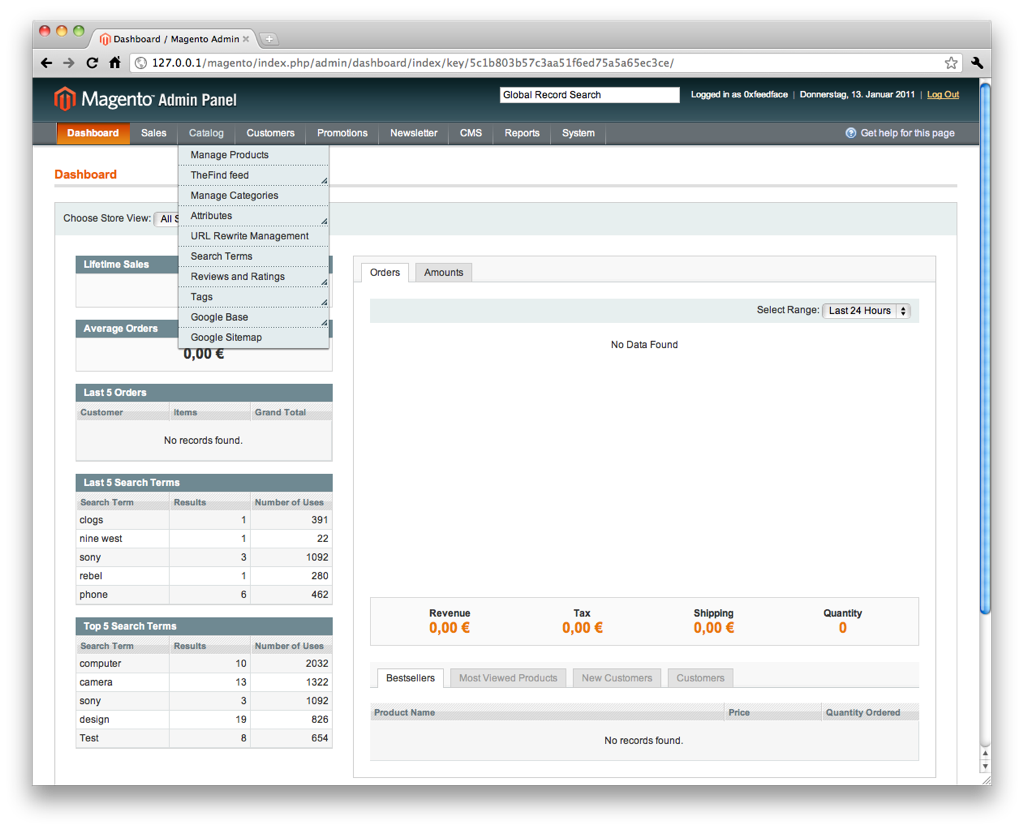 Dashboard / Magento Admin
127.0.0.1/magento/index.php/admin/dashboard/index/key/5c1b803b57c3aa51f6ed75a5a65ec3ce/
Magento Admin Panel
Global Record Search
Logged in as 0xfeedface | Donnerstag, 13. Januar 2011 | Log Out
Dashboard Sales Catalog Customers Promotions Newsletter CMS Reports System
Get help for this page
Manage Products
TheFind feed
Manage Categories
Attributes
URL Rewrite Management
Search Terms
Reviews and Ratings
Tags
Google Base
Google Sitemap
Dashboard
Choose Store View: All S
Lifetime Sales
Average Orders
0,00 €
Last 5 Orders
Customer Items Grand Total
No records found.
Last 5 Search Terms
Search Term Results Number of Uses
clogs 1 391
nine west 1 22
sony 3 1092
rebel 1 280
phone 6 462
Top 5 Search Terms
Search Term Results Number of Uses
computer 10 2032
camera 13 1322
sony 3 1092
design 19 826
Test 8 654
Orders Amounts
Select Range: Last 24 Hours
No Data Found
Revenue Tax Shipping Quantity
0,00 € 0,00 € 0,00 € 0
Bestsellers Most Viewed Products New Customers Customers
Product Name Price Quantity Ordered
No records found.